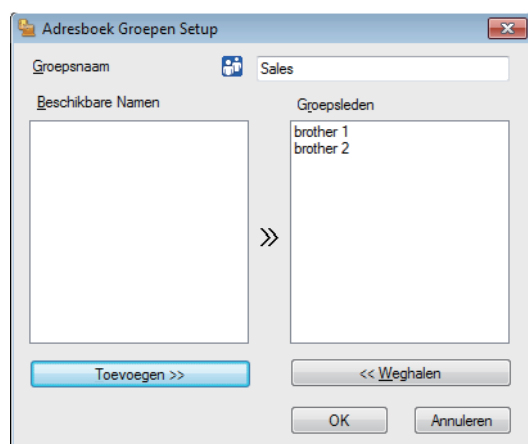 Adresboek Groepen Setup
Groepsnaam
Sales
Beschikbare Namen
Groepsleden
brother 1
brother 2
»
Toevoegen >>
<< Weghalen
OK
Annuleren